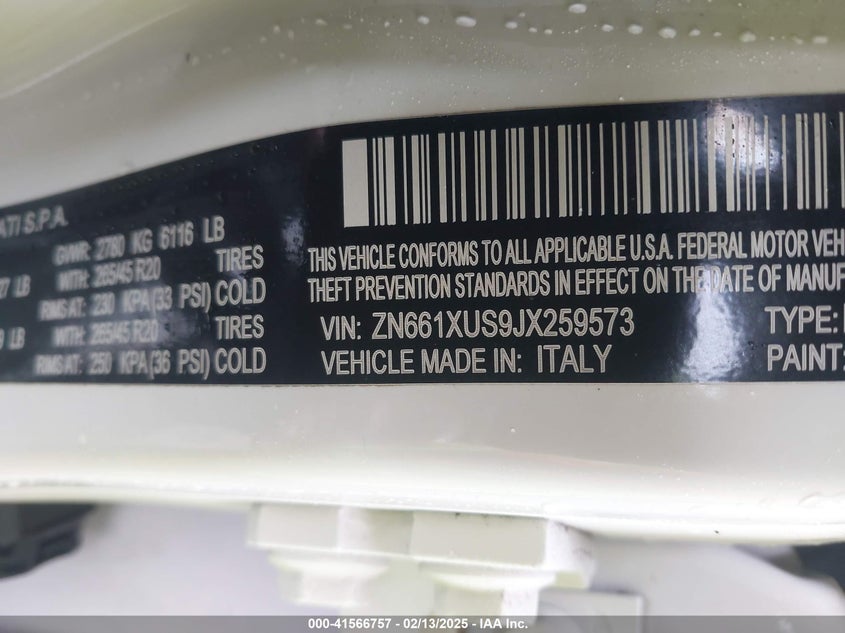 ATI S.P.A.
GVWR: 2780 KG 6116 LB
27 LB WITH: 265/45 R20 TIRES
RIMS AT: 230 KPA (33 PSI) COLD
9 LB WITH: 265/45 R20 TIRES
RIMS AT: 250 KPA (36 PSI) COLD
THIS VEHICLE CONFORMS TO ALL APPLICABLE U.S.A. FEDERAL MOTOR VEH
THEFT PREVENTION STANDARDS IN EFFECT ON THE DATE OF MANUF
VIN: ZN661XUS9JX259573 TYPE:
VEHICLE MADE IN: ITALY PAINT:
000-41566757 - 02/13/2025 - IAA Inc.